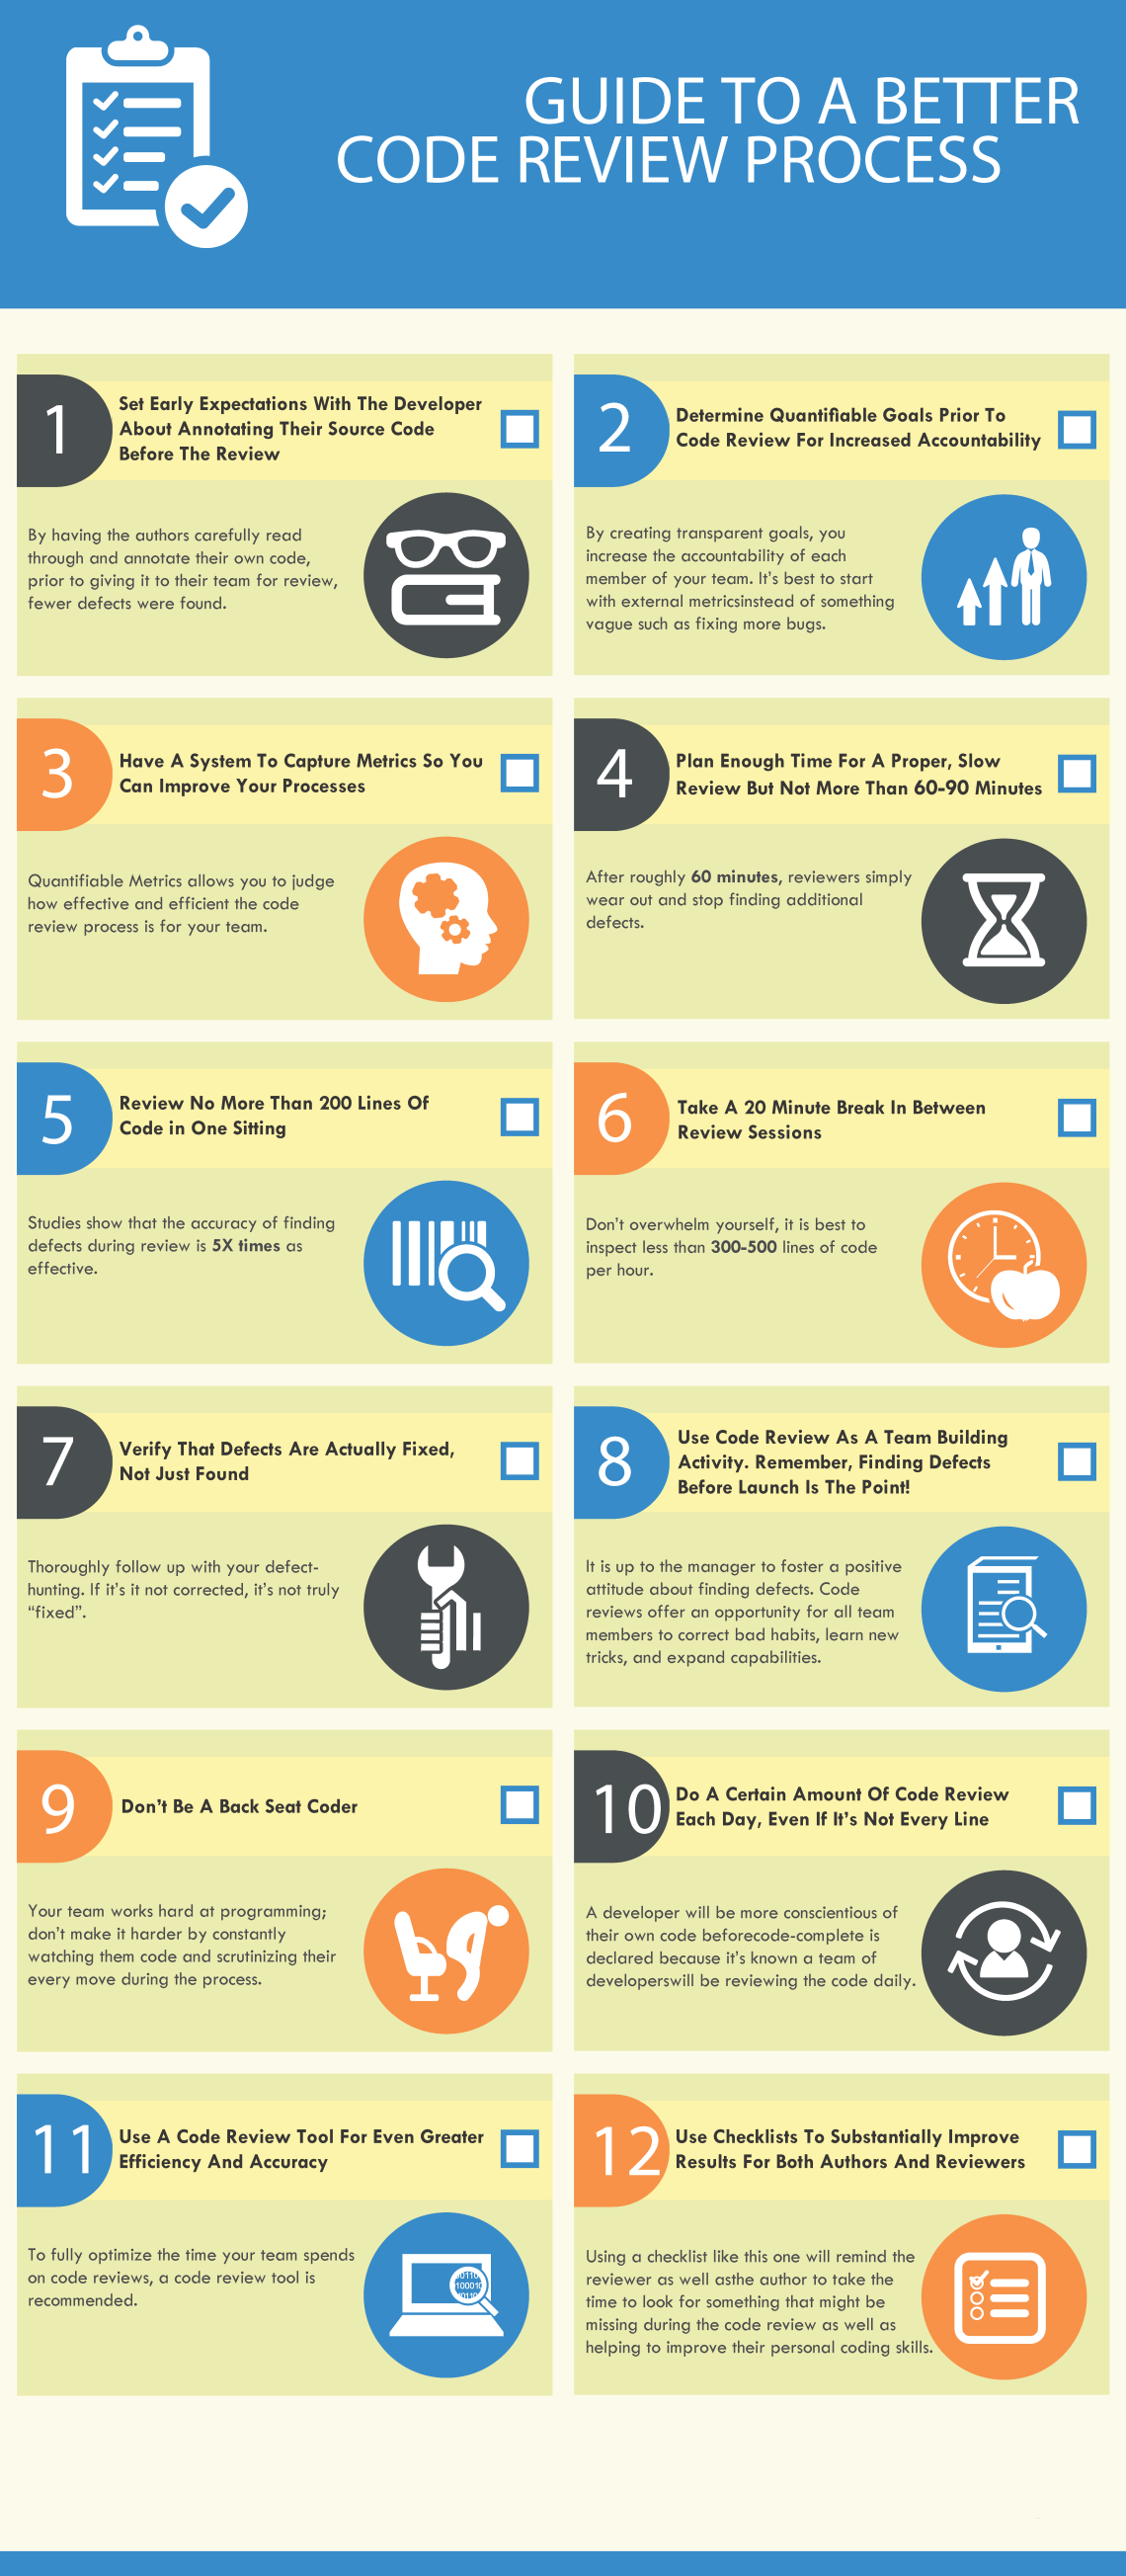 GUIDE TO A BETTER
CODE REVIEW PROCESS
1
Set Early Expectations With The Developer
About Annotating Their Source Code
Before The Review
By having the authors carefully read
through and annotate their own code,
prior to giving it to their team for review,
fewer defects were found.
2
Determine Quantifiable Goals Prior To
Code Review For Increased Accountability
By creating transparent goals, you
increase the accountability of each
member of your team. It's best to start
with external metricsinstead of something
vague such as fixing more bugs.
3
Have A System To Capture Metrics So You
Can Improve Your Processes
Quantifiable Metrics allows you to judge
how effective and efficient the code
review process is for your team.
4
Plan Enough Time For A Proper, Slow
Review But Not More Than 60-90 Minutes
After roughly 60 minutes, reviewers simply
wear out and stop finding additional
defects.
5
Review No More Than 200 Lines Of
Code in One Sitting
Studies show that the accuracy of finding
defects during review is 5X times as
effective.
6
Take A 20 Minute Break In Between
Review Sessions
Don't overwhelm yourself, it is best to
inspect less than 300-500 lines of code
per hour.
7
Verify That Defects Are Actually Fixed,
Not Just Found
Thoroughly follow up with your defect-
hunting. If it's it not corrected, it's not truly
“fixed”.
8
Use Code Review As A Team Building
Activity. Remember, Finding Defects
Before Launch Is The Point!
It is up to the manager to foster a positive
attitude about finding defects. Code
reviews offer an opportunity for all team
members to correct bad habits, learn new
tricks, and expand capabilities.
9
Don't Be A Back Seat Coder
Your team works hard at programming;
don't make it harder by constantly
watching them code and scrutinizing their
every move during the process.
10
Do A Certain Amount Of Code Review
Each Day, Even If It's Not Every Line
A developer will be more conscientious of
their own code beforecode-complete is
declared because it's known a team of
developerswill be reviewing the code daily.
11
Use A Code Review Tool For Even Greater
Efficiency And Accuracy
To fully optimize the time your team spends
on code reviews, a code review tool is
recommended.
12
Use Checklists To Substantially Improve
Results For Both Authors And Reviewers
Using a checklist like this one will remind the
reviewer as well asthe author to take the
time to look for something that might be
missing during the code review as well as
helping to improve their personal coding skills.